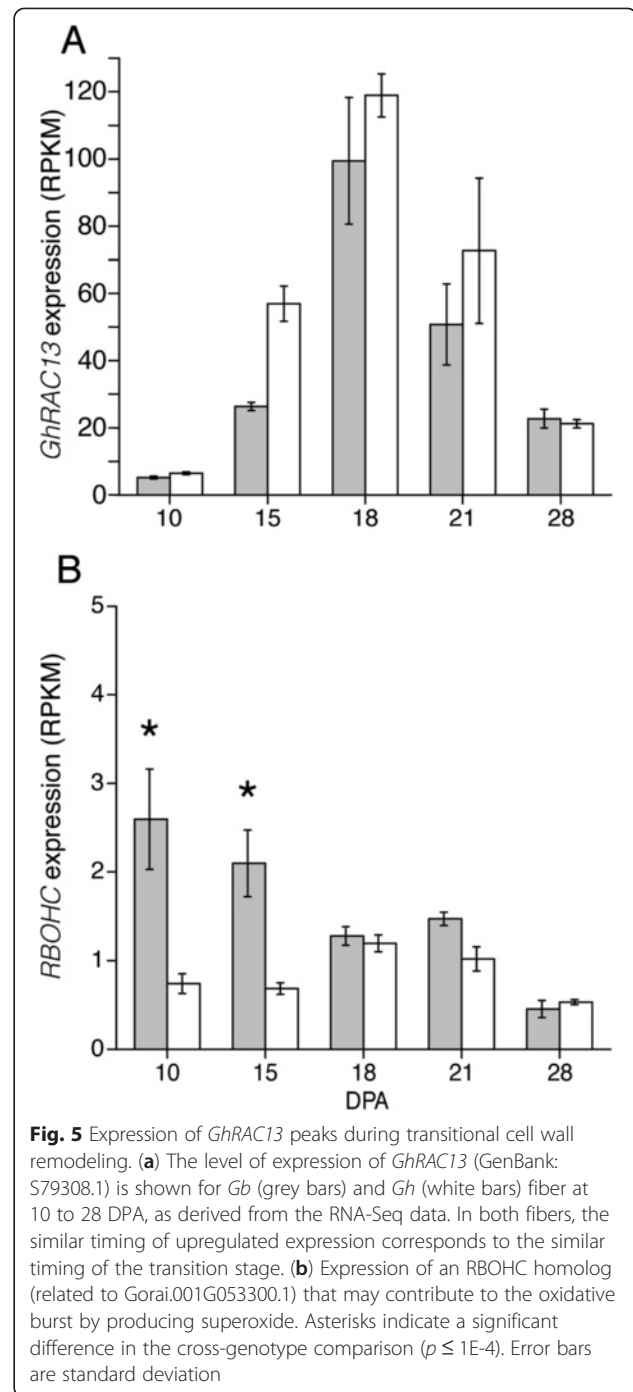 A
GhRAC13 expression (RPKM)
120
100
80
60
40
20
0
10 15 18 21 28
B
RBOHC expression (RPKM)
5
4
3
2
1
0
* *
10 15 18 21 28
DPA
Fig. 5 Expression of GhRAC13 peaks during transitional cell wall
remodeling. (a) The level of expression of GhRAC13 (GenBank:
S79308.1) is shown for Gb (grey bars) and Gh (white bars) fiber at
10 to 28 DPA, as derived from the RNA-Seq data. In both fibers, the
similar timing of upregulated expression corresponds to the similar
timing of the transition stage. (b) Expression of an RBOHC homolog
(related to Gorai.001G053300.1) that may contribute to the oxidative
burst by producing superoxide. Asterisks indicate a significant
difference in the cross-genotype comparison (p ≤ 1E-4). Error bars
are standard deviation